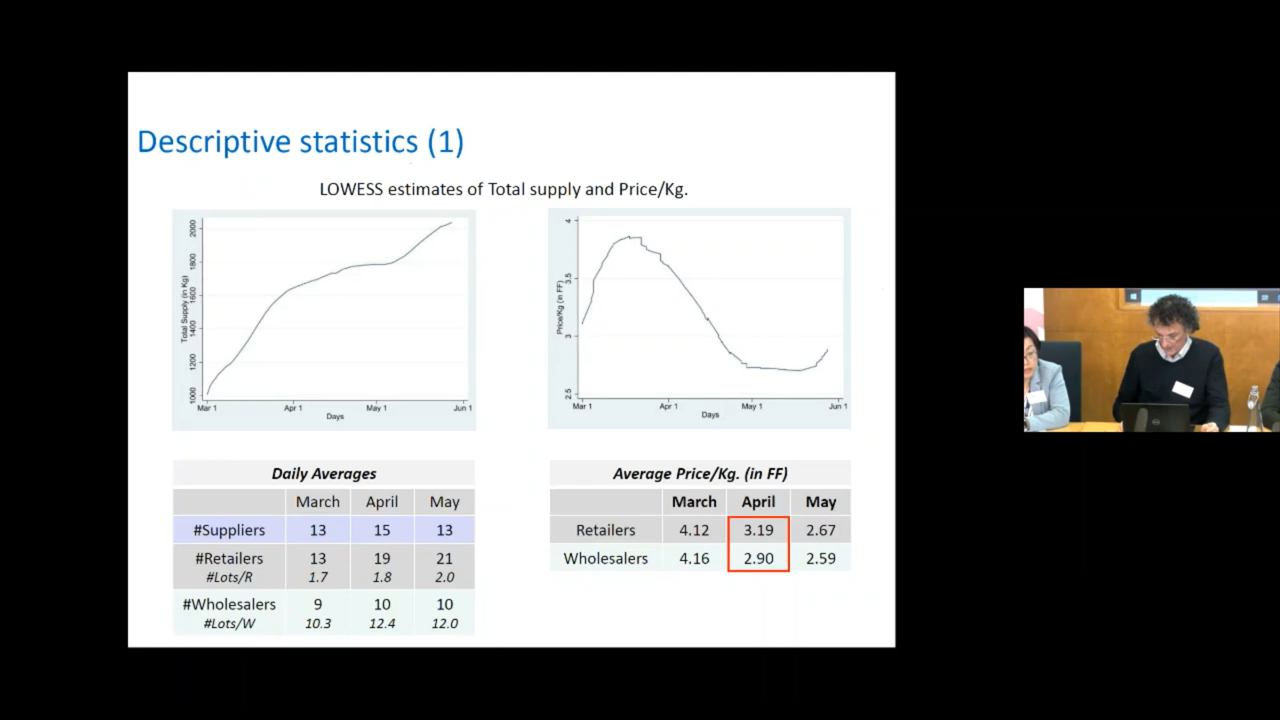 Descriptive statistics (1)
LOWESS estimates of Total supply and Price/Kg.
Total Supply (in Kg)
2000
1800
1600
1400
1200
1000
Mar 1 Apr 1 May 1 Jun 1
Days
Price/Kg (in FF)
4
3.5
3
2.5
Mar 1 Apr 1 May 1 Jun 1
Days
Daily Averages
March April May
#Suppliers 13 15 13
#Retailers 13 19 21
#Lots/R 1.7 1.8 2.0
#Wholesalers 9 10 10
#Lots/W 10.3 12.4 12.0
Average Price/Kg. (in FF)
March April May
Retailers 4.12 3.19 2.67
Wholesalers 4.16 2.90 2.59